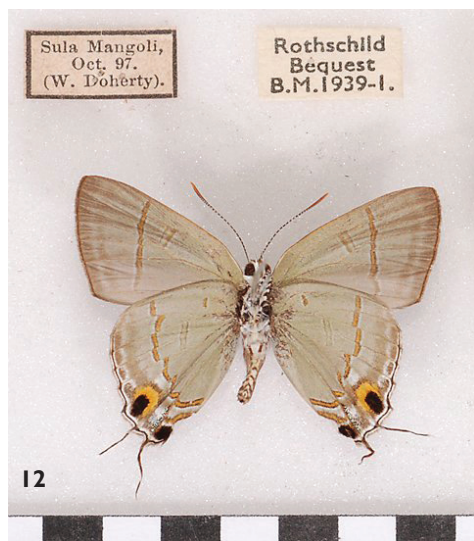 Sula Mangoli,
Oct. 97.
(W. Doherty).
Rothschild
Bequest
B.M.1939-1.
12